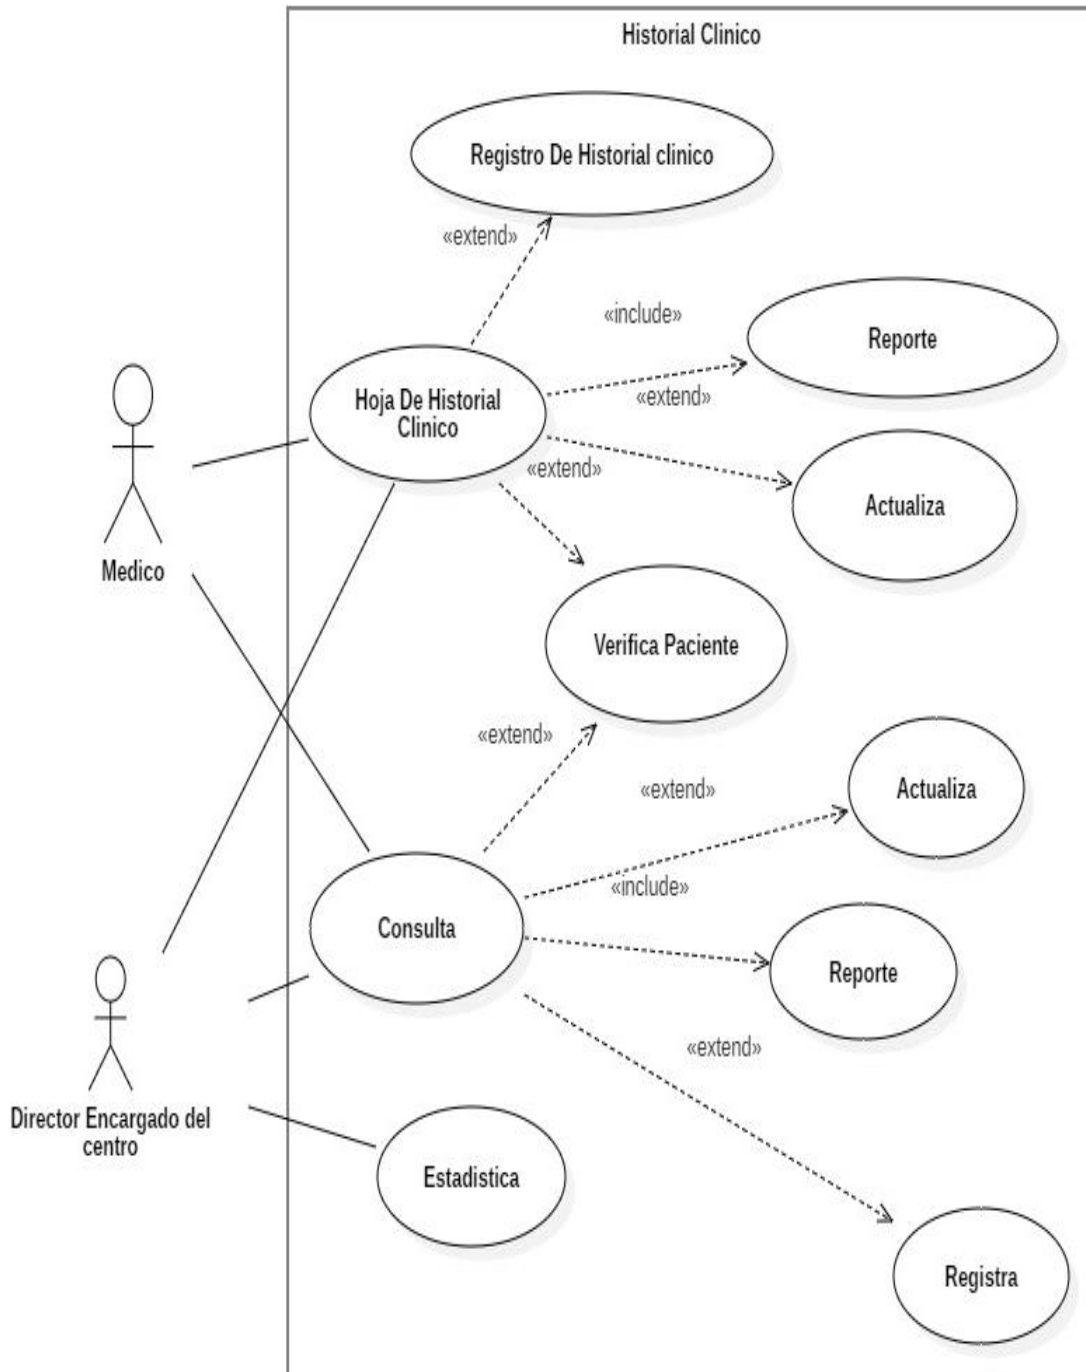 Historial Clinico
Registro De Historial clinico
«extend»
«include»
Reporte
Hoja De Historial
Clinico
«extend»
«extend»
Actualiza
Medico
Verifica Paciente
«extend»
«extend»
Actualiza
«include»
Consulta
Reporte
«extend»
Director Encargado del
centro
Estadistica
Registra